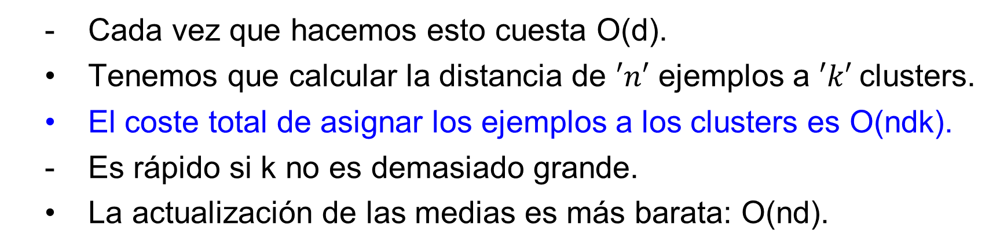 - Cada vez que hacemos esto cuesta O(d).
• Tenemos que calcular la distancia de ′n′ ejemplos a ′k′ clusters.
• El coste total de asignar los ejemplos a los clusters es O(ndk).
- Es rápido si k no es demasiado grande.
• La actualización de las medias es más barata: O(nd).